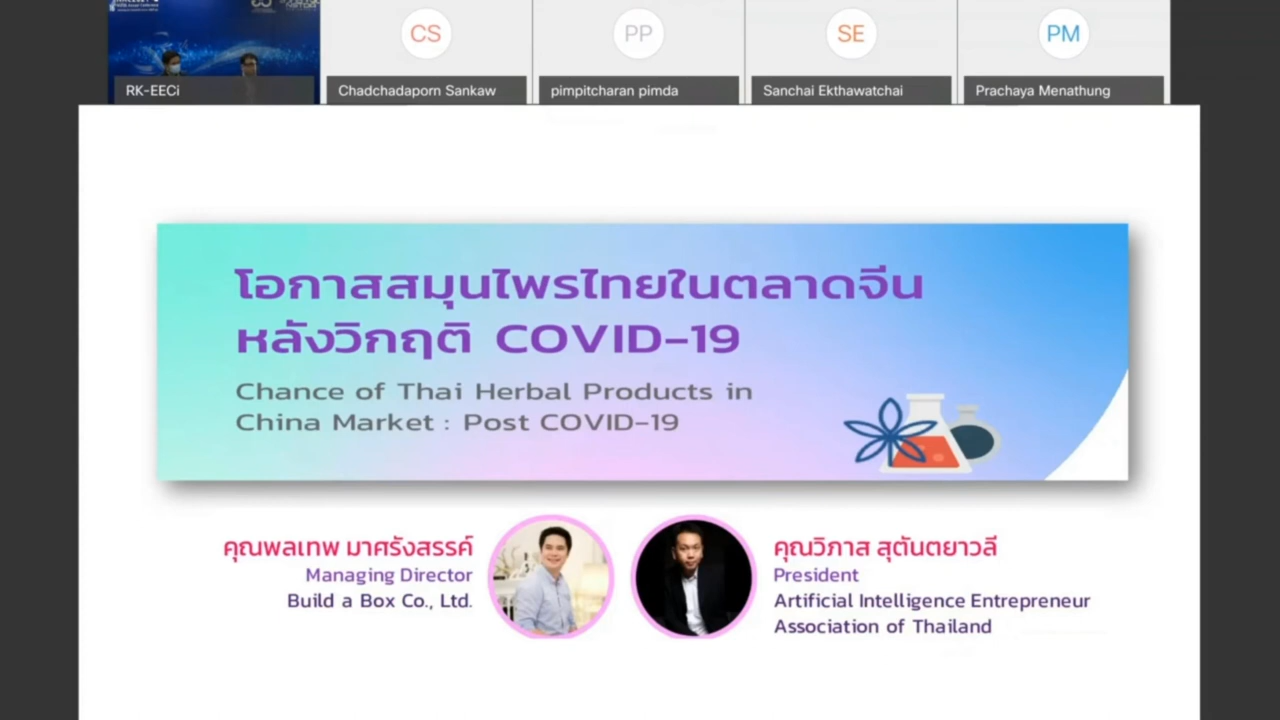 CS
PP
SE
PM
RK-EECi
Chadchadaporn Sankaw
pimpitcharan pimda
Sanchai Ekthawatchai
Prachaya Menathung
โอกาสสมุนไพรไทยในตลาดจีน
หลังวิกฤติ COVID-19
Chance of Thai Herbal Products in
China Market : Post COVID-19
คุณพลเทพ มาศรังสรรค์
Managing Director
Build a Box Co., Ltd.
คุณวิภาส สุตันตยาวลี
President
Artificial Intelligence Entrepreneur
Association of Thailand